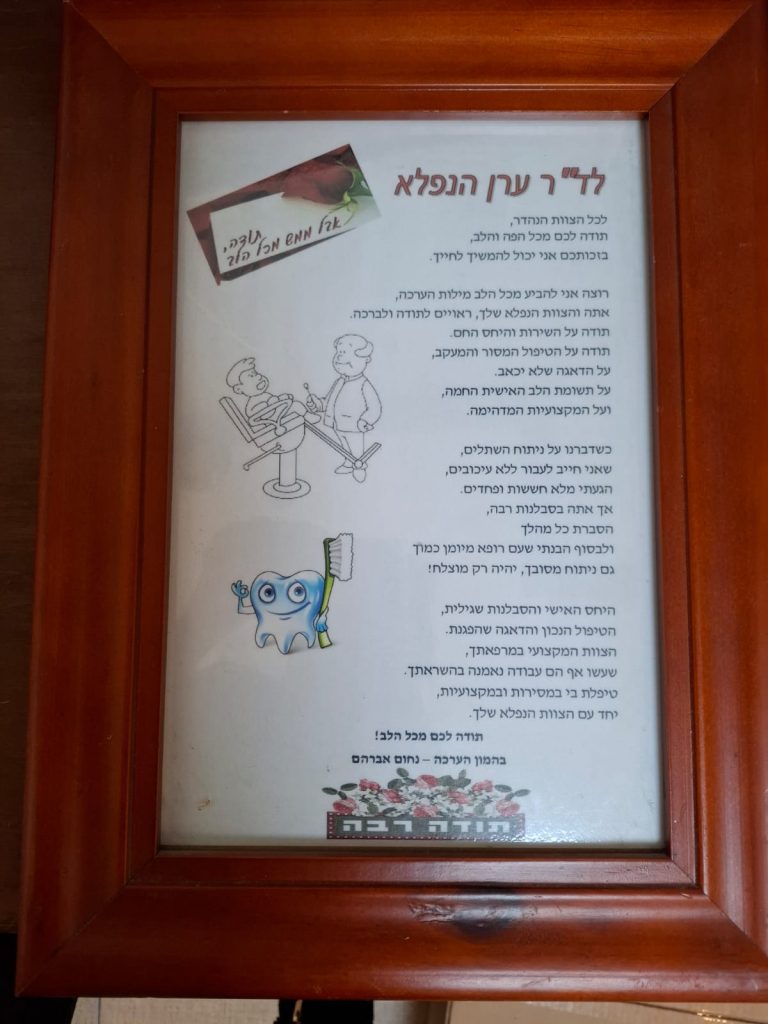 לד"ר ערן הנפלא
תודה,
אבל ממש מכל הלב
לכל הצוות הנהדר,
תודה לכם מכל הפה והלב,
בזכותכם אני יכול להמשיך לחייך.
רוצה אני להביע מכל הלב מילות הערכה,
אתה והצוות הנפלא שלך, ראויים לתודה ולברכה.
תודה על השירות והיחס החם.
תודה על הטיפול המסור והמעקב,
על הדאגה שלא יכאב.
על תשומת הלב האישית החמה,
ועל המקצועיות המדהימה.
כשדברנו על ניתוח השתלים,
שאני חייב לעבור ללא עיכובים,
הגעתי מלא חששות ופחדים.
אך אתה בסבלנות רבה,
הסברת כל מהלך
ולבסוף הבנתי שעם רופא מיומן כמוך
גם ניתוח מסובך, יהיה רק מוצלח!
היחס האישי והסבלנות שגילית,
הטיפול הנכון והדאגה שהפגנת.
הצוות המקצועי במרפאתך,
שעשו אף הם עבודה נאמנה בהשראתך.
טיפלת בי במסירות ובמקצועיות,
יחד עם הצוות הנפלא שלך.
תודה לכם מכל הלב!
בהמון הערכה – נחום אברהם
תודה רבה